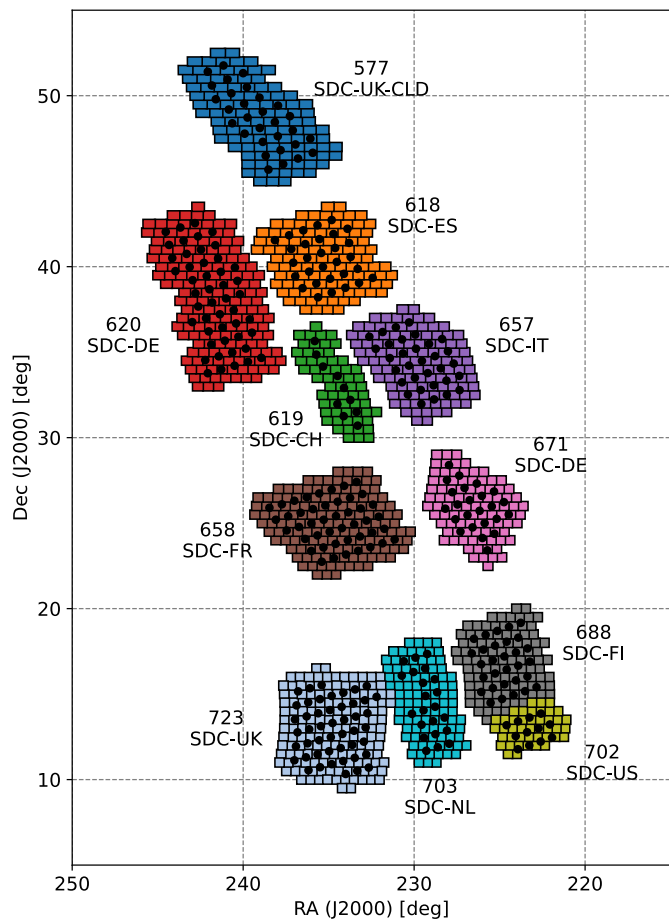 577
SDC-UK-CLD
50
618
SDC-ES
40
620
SDC-DE
657
SDC-IT
619
SDC-CH
30
671
SDC-DE
658
SDC-FR
20
688
SDC-FI
723
SDC-UK
702
SDC-US
703
SDC-NL
10
Dec (J2000) [deg]
250
240
230
220
RA (J2000) [deg]